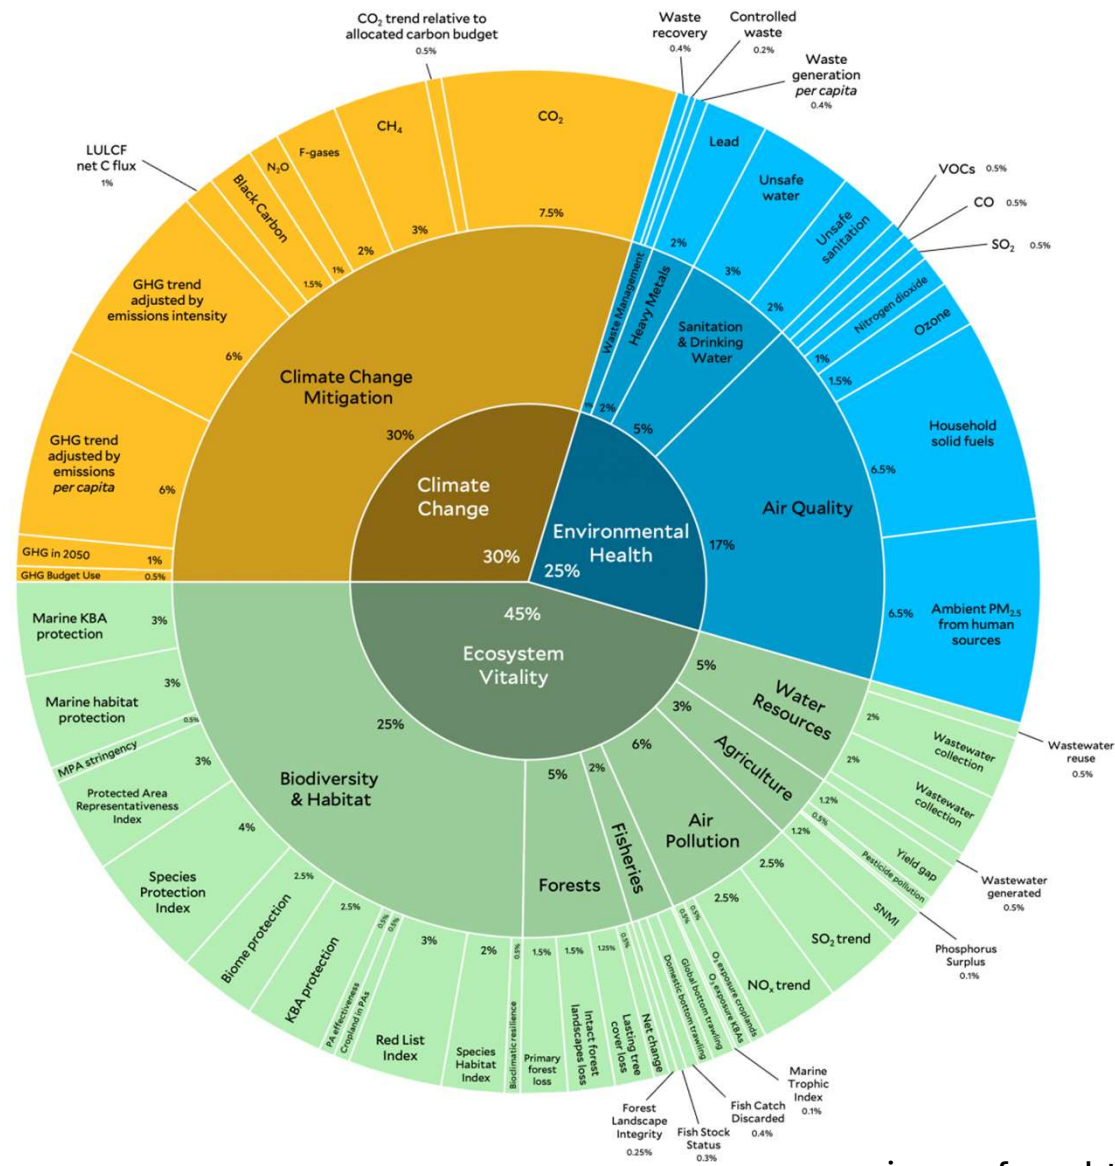 CO₂ trend relative to
allocated carbon budget
0.5%
Waste
recovery
0.4%
Controlled
waste
0.2%
Waste
generation
per capita
0.4%
LULCF
net C flux
1%
Black Carbon
1.5%
N₂O
1%
F-gases
2%
CH₄
3%
CO₂
7.5%
Lead
2%
Unsafe
water
3%
Unsafe
sanitation
2%
VOCs 0.5%
CO 0.5%
SO₂ 0.5%
Nitrogen dioxide
1%
Ozone
1.5%
Household
solid fuels
6.5%
Ambient PM₂.₅
from human
sources
6.5%
GHG trend
adjusted by
emissions intensity
6%
GHG trend
adjusted by
emissions
per capita
6%
GHG in 2050
1%
GHG Budget Use
0.5%
Climate Change
Mitigation
30%
Waste Management
Heavy Metals
2%
Sanitation
& Drinking
Water
5%
Air Quality
17%
Climate
Change
30%
Environmental
Health
25%
45%
Ecosystem
Vitality
Marine KBA
protection
3%
Marine habitat
protection
3%
MPA stringency
0.5%
Protected Area
Representativeness
Index
3%
Species
Protection
Index
4%
Biome protection
2.5%
KBA protection
2.5%
PA effectiveness
0.5%
Cropland in PAs
0.5%
Red List
Index
3%
Species
Habitat
Index
2%
Bioclimatic resilience
0.5%
25%
Biodiversity
& Habitat
5%
Forests
2%
Fisheries
6%
Air
Pollution
3%
Agriculture
5%
Water
Resources
Primary
forest
loss
1.5%
Intact forest
landscapes loss
1.5%
Lasting tree
cover loss
1.25%
Net change
0.5%
Forest
Landscape
Integrity
0.25%
Fish Stock
Status
0.3%
Fish Catch
Discarded
0.4%
Marine
Trophic
Index
0.1%
Domestic bottom trawling
Global bottom trawling
O₃ exposure KBAs
0.5%
O₃ exposure croplands
0.5%
NOₓ trend
2.5%
SO₂ trend
2.5%
SNMI
1.2%
Phosphorus
Surplus
0.1%
Pesticide pollution
0.5%
Yield gap
1.2%
Wastewater
generated
0.5%
Wastewater
collection
2%
Wastewater
collection
2%
Wastewater
reuse
0.5%